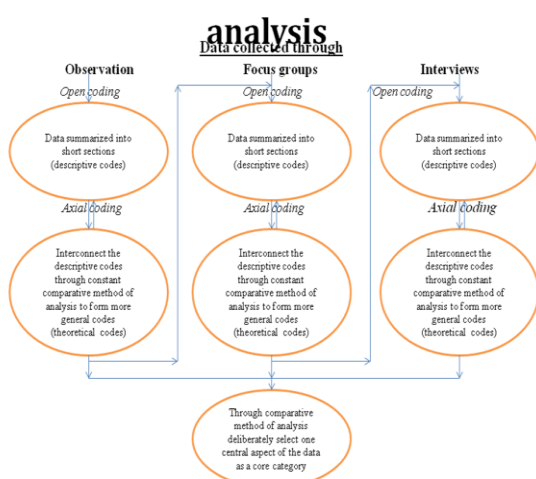 analysis
Data collected through
Observation Focus groups Interviews
Open coding Open coding Open coding
Data summarized into
short sections
(descriptive codes)
Data summarized into
short sections
(descriptive codes)
Data summarized into
short sections
(descriptive codes)
Axial coding Axial coding Axial coding
Interconnect the
descriptive codes
through constant
comparative method of
analysis to form more
general codes
(theoretical codes)
Interconnect the
descriptive codes
through constant
comparative method of
analysis to form more
general codes
(theoretical codes)
Interconnect the
descriptive codes
through constant
comparative method of
analysis to form more
general codes
(theoretical codes)
Through comparative
method of analysis
deliberately select one
central aspect of the data
as a core category